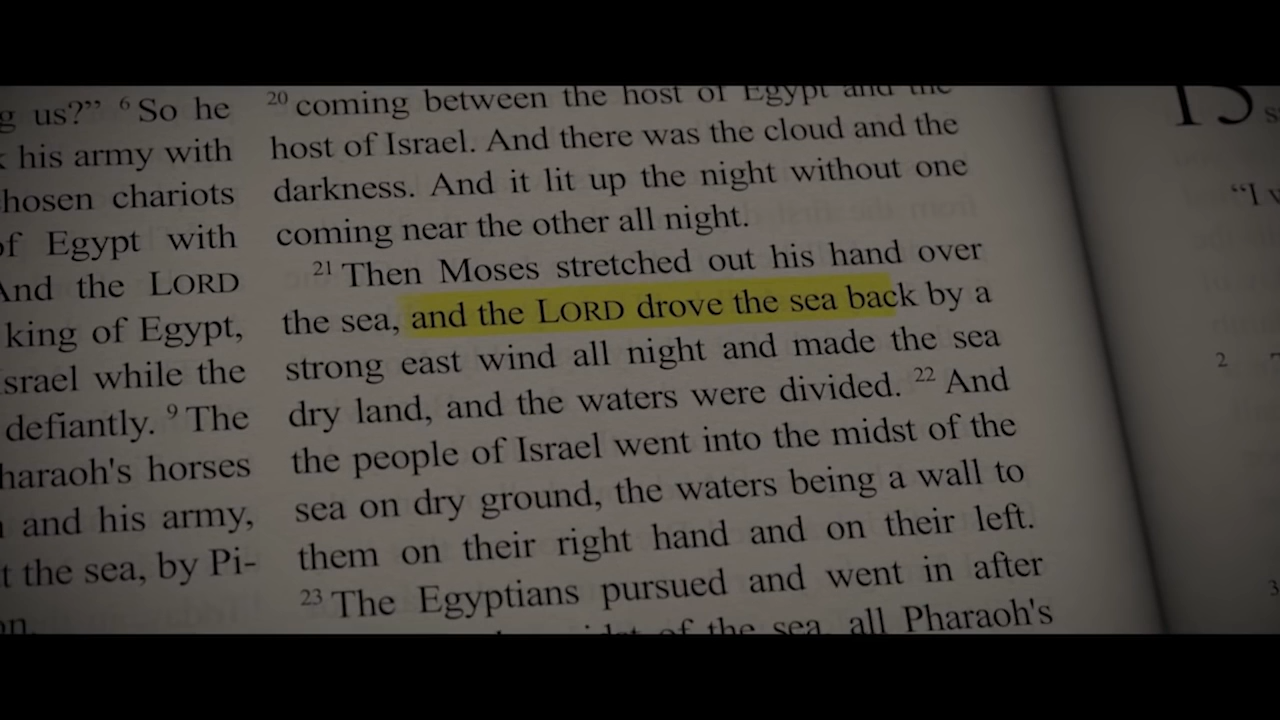 g us?” 6 So he
his army with
hosen chariots
of Egypt with
And the LORD
king of Egypt,
srael while the
defiantly. 9 The
haraoh's horses
and his army,
t the sea, by Pi-
on.
20 coming between the host of Egypt and the
host of Israel. And there was the cloud and the
darkness. And it lit up the night without one
coming near the other all night.
21 Then Moses stretched out his hand over
the sea, and the LORD drove the sea back by a
strong east wind all night and made the sea
dry land, and the waters were divided. 22 And
the people of Israel went into the midst of the
sea on dry ground, the waters being a wall to
them on their right hand and on their left.
23 The Egyptians pursued and went in after
of the sea, all Pharaoh's
15
“I
2
3